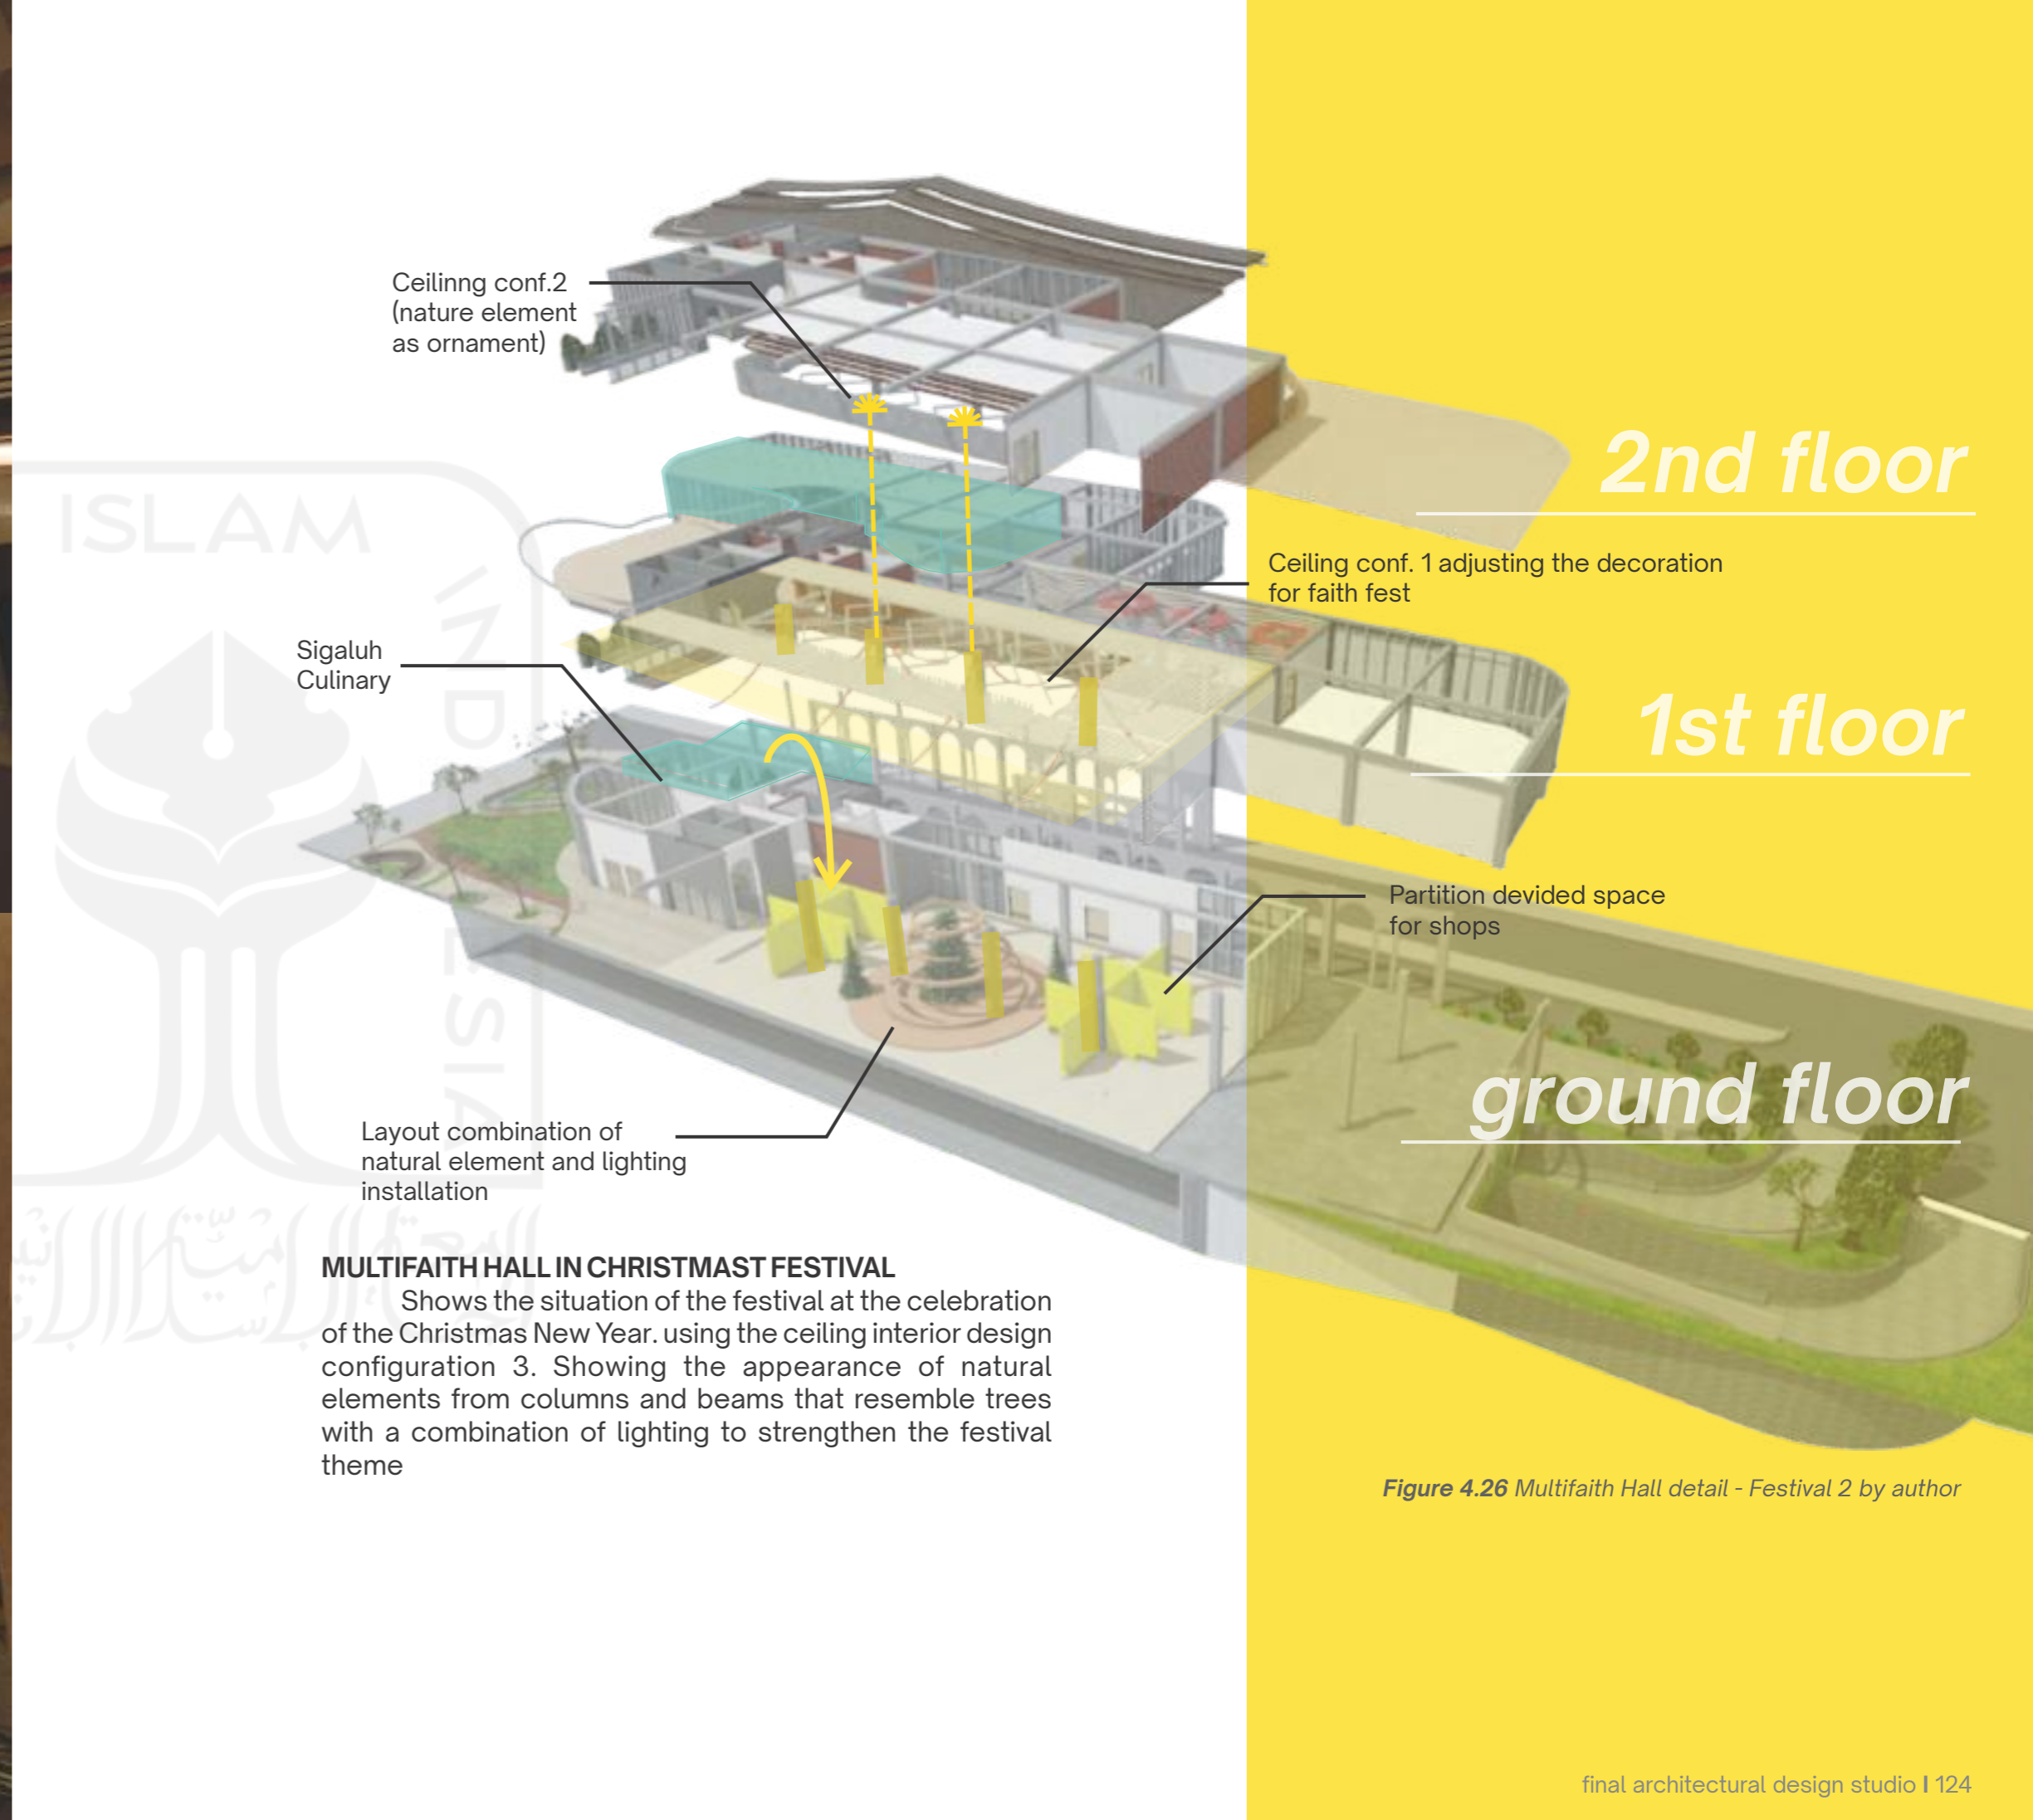 Ceilinng conf.2
(nature element
as ornament)
2nd floor
Ceiling conf. 1 adjusting the decoration
for faith fest
ISLAM
Sigaluh
Culinary
1st floor
Partition devided space
for shops
ground floor
Layout combination of
natural element and lighting
installation
MULTIFAITH HALL IN CHRISTMAST FESTIVAL
Shows the situation of the festival at the celebration
of the Christmas New Year. using the ceiling interior design
configuration 3. Showing the appearance of natural
elements from columns and beams that resemble trees
with a combination of lighting to strengthen the festival
theme
Figure 4.26 Multifaith Hall detail - Festival 2 by author
final architectural design studio I 124